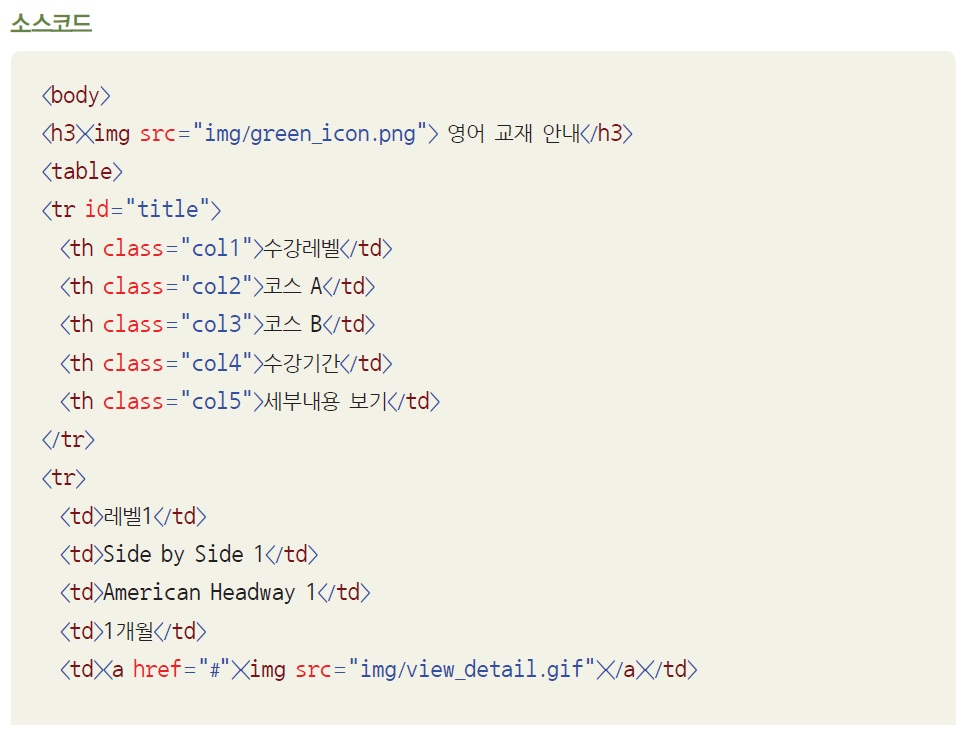 소스코드
<body>
<h3><img src="img/green_icon.png"> 영어 교재 안내</h3>
<table>
<tr id="title">
<th class="col1">수강레벨</td>
<th class="col2">코스 A</td>
<th class="col3">코스 B</td>
<th class="col4">수강기간</td>
<th class="col5">세부내용 보기</td>
</tr>
<tr>
<td>레벨1</td>
<td>Side by Side 1</td>
<td>American Headway 1</td>
<td>1개월</td>
<td><a href="#"><img src="img/view_detail.gif"></a></td>